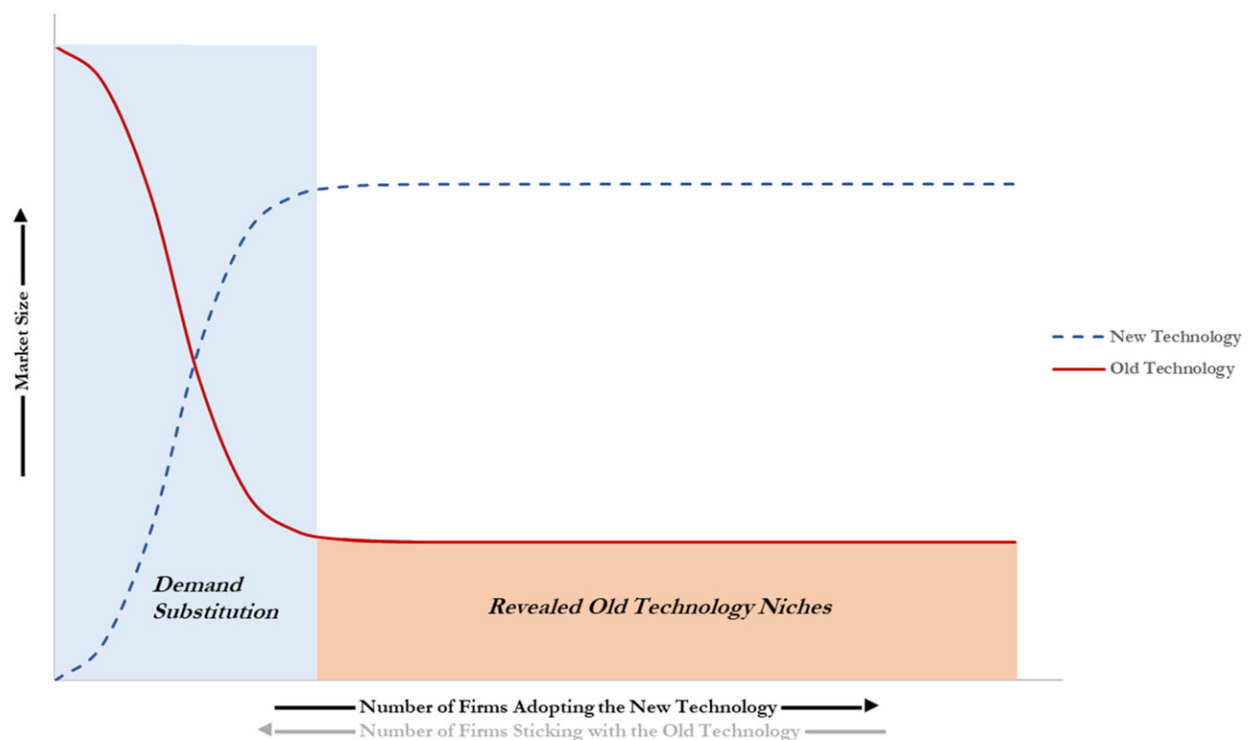 Market Size
New Technology
Old Technology
Demand
Substitution
Revealed Old Technology Niches
Number of Firms Adopting the New Technology
Number of Firms Sticking with the Old Technology